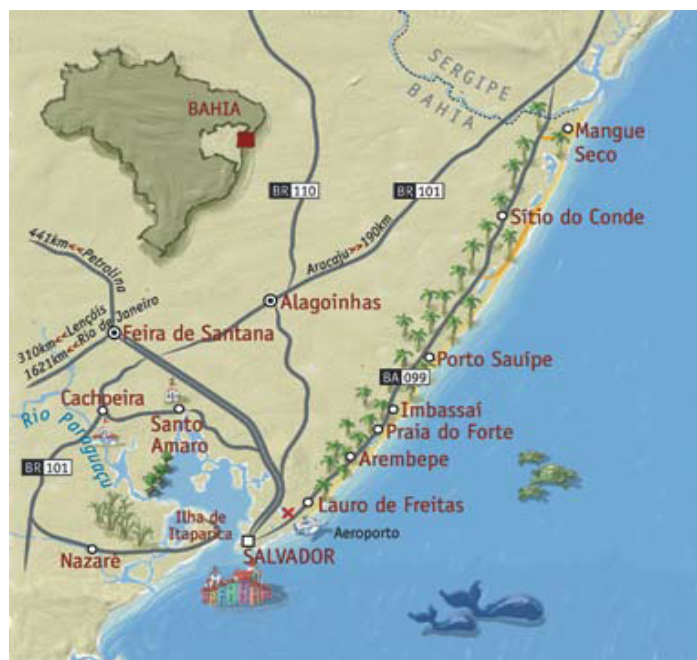 SERGIPE
BAHIA
BAHIA
Mangue
Seco
BR 110
BR 101
Sítio do Conde
441km<<Petrolina
Aracaju>>190km
Alagoinhas
310km<<Lençóis
1621km<<Rio de Janeiro
Feira de Santana
Porto Sauípe
BA 099
Cachoeira
Imbassaí
Rio Paraguaçu
Santo
Amaro
Praia do Forte
Arembepe
BR 101
Lauro de Freitas
Ilha de
Itaparica
Aeroporto
Nazaré
SALVADOR